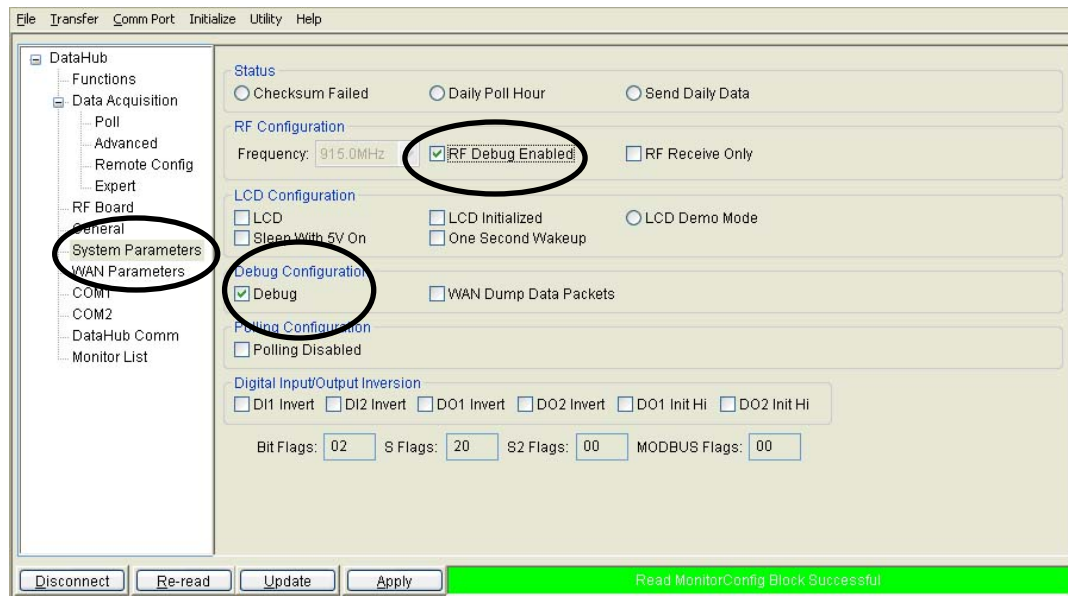 File Transfer Comm Port Initialize Utility Help
DataHub
Functions
Data Acquisition
Poll
Advanced
Remote Config
Expert
RF Board
General
System Parameters
WAN Parameters
COM1
COM2
DataHub Comm
Monitor List
Status
Checksum Failed Daily Poll Hour Send Daily Data
RF Configuration
Frequency: 915.0MHz RF Debug Enabled RF Receive Only
LCD Configuration
LCD LCD Initialized LCD Demo Mode
Sleep With 5V On One Second Wakeup
Debug Configuration
Debug WAN Dump Data Packets
Polling Configuration
Polling Disabled
Digital Input/Output Inversion
DI1 Invert DI2 Invert DO1 Invert DO2 Invert DO1 Init Hi DO2 Init Hi
Bit Flags: 02 S Flags: 20 S2 Flags: 00 MODBUS Flags: 00
Disconnect Re-read Update Apply Read MonitorConfig Block Successful